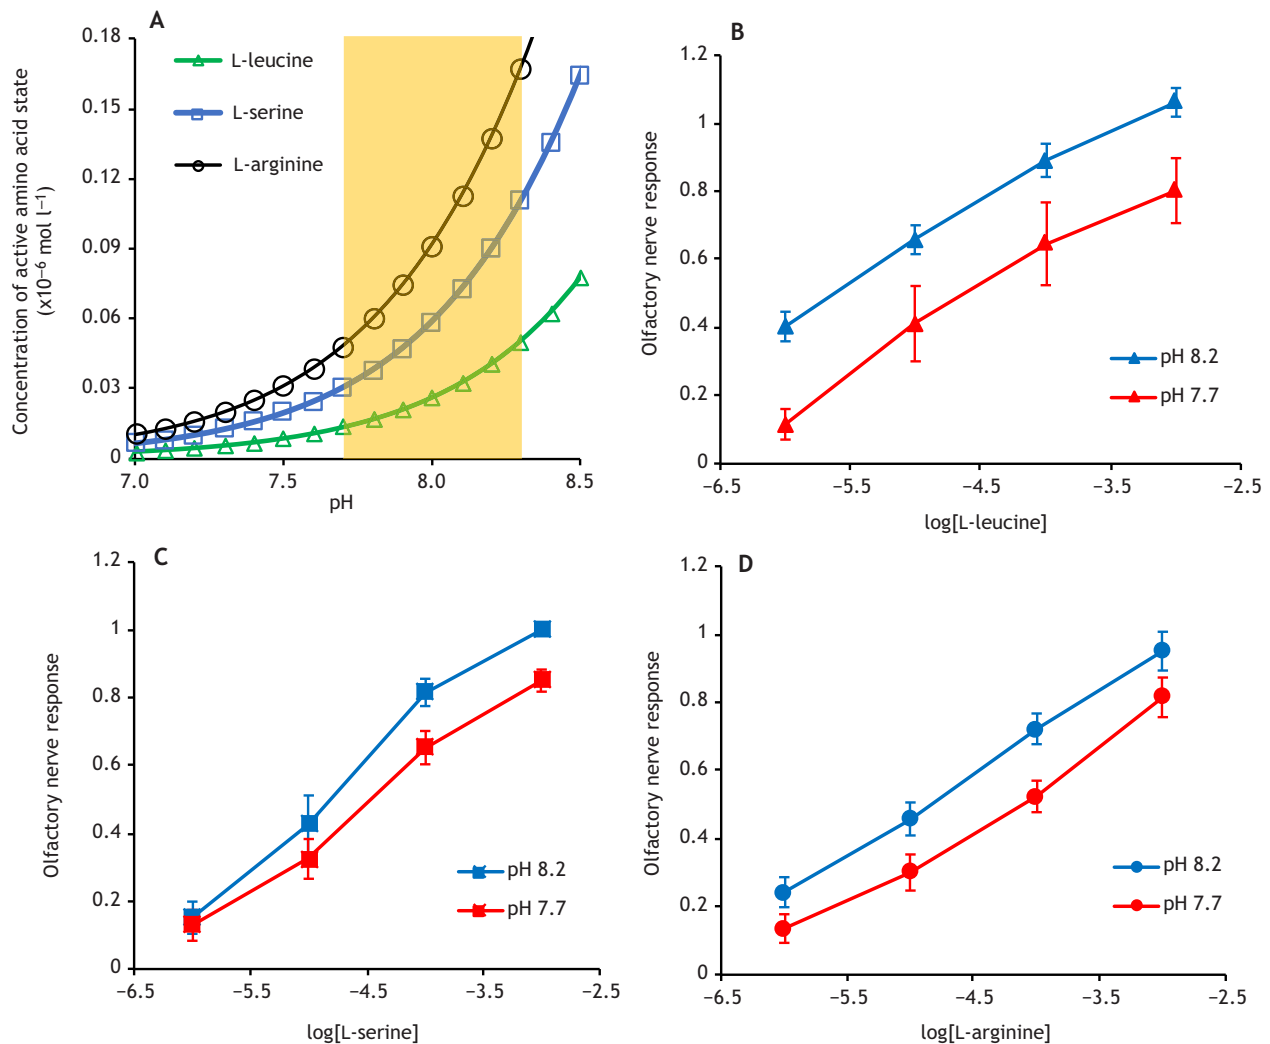 A
Concentration of active amino acid state
(x10−6 mol l−1)
0.18
0.15
0.12
0.09
0.06
0.03
0
7.0
7.5
8.0
8.5
pH
L-leucine
L-serine
L-arginine
B
Olfactory nerve response
1.2
1
0.8
0.6
0.4
0.2
0
−6.5
−5.5
−4.5
−3.5
−2.5
log[L-leucine]
pH 8.2
pH 7.7
C
Olfactory nerve response
1.2
1
0.8
0.6
0.4
0.2
0
−6.5
−5.5
−4.5
−3.5
−2.5
log[L-serine]
pH 8.2
pH 7.7
D
Olfactory nerve response
1.2
1
0.8
0.6
0.4
0.2
0
−6.5
−5.5
−4.5
−3.5
−2.5
log[L-arginine]
pH 8.2
pH 7.7